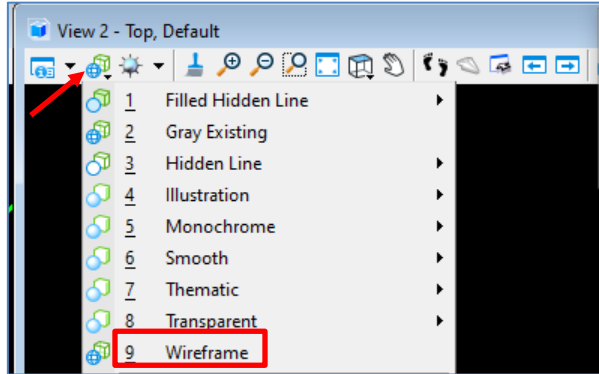 View 2 - Top, Default
1 Filled Hidden Line
2 Gray Existing
3 Hidden Line
4 Illustration
5 Monochrome
6 Smooth
7 Thematic
8 Transparent
9 Wireframe